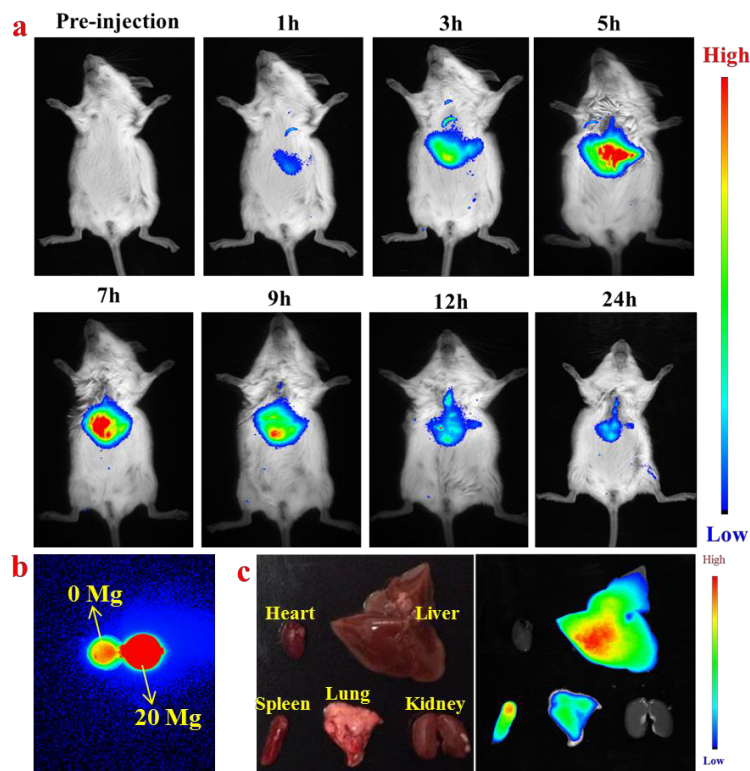 a
Pre-injection
1h
3h
5h
High
7h
9h
12h
24h
Low
b
0 Mg
20 Mg
c
Heart
Liver
Spleen
Lung
Kidney
High
Low